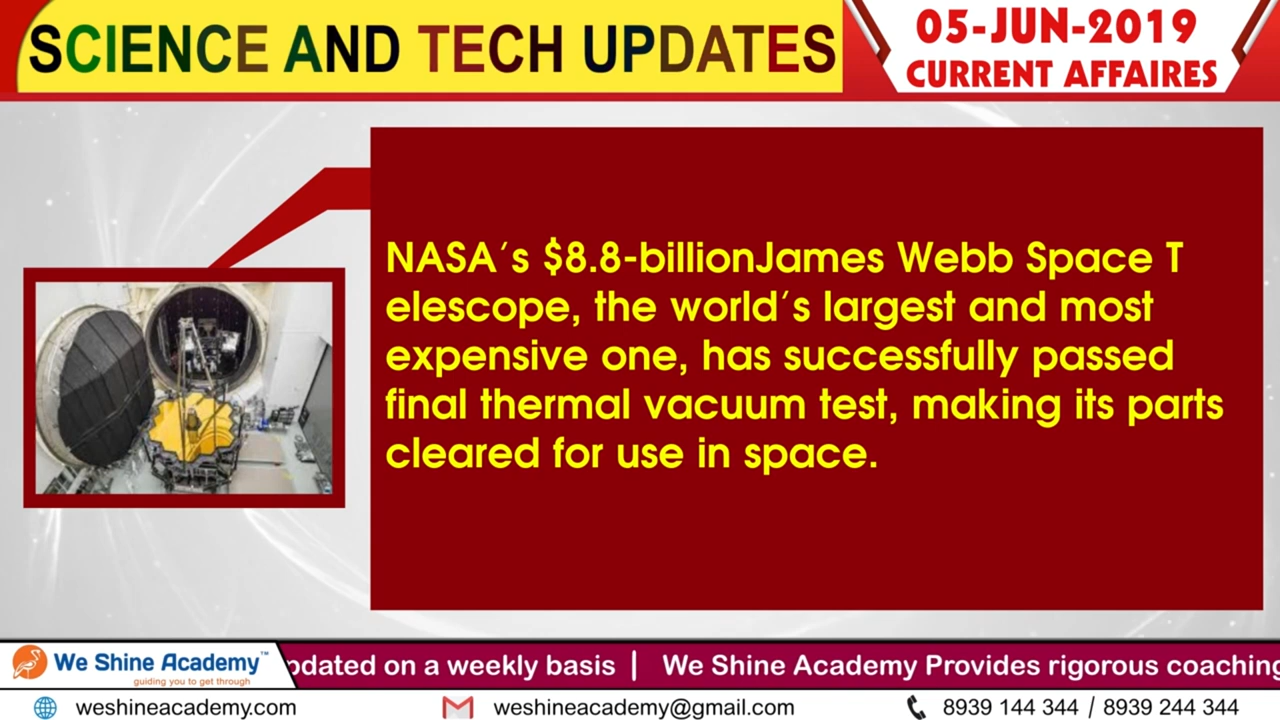 SCIENCE AND TECH UPDATES
05-JUN-2019
CURRENT AFFAIRES
NASA´s $8.8-billionJames Webb Space T
elescope, the world´s largest and most
expensive one, has successfully passed
final thermal vacuum test, making its parts
cleared for use in space.
We Shine Academy™
guiding you to get through
pdated on a weekly basis | We Shine Academy Provides rigorous coaching
weshineacademy.com
weshineacademy@gmail.com
8939 144 344 / 8939 244 344